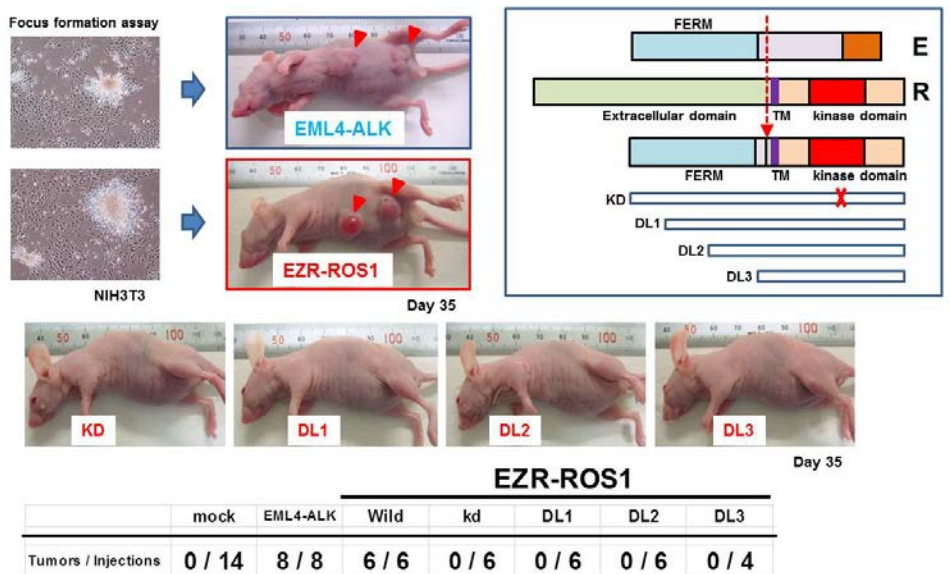 Focus formation assay
EML4-ALK
EZR-ROS1
NIH3T3
Day 35
FERM
E
R
Extracellular domain TM kinase domain
FERM TM kinase domain
KD
X
DL1
DL2
DL3
KD
DL1
DL2
DL3
Day 35
EZR-ROS1
mock EML4-ALK Wild kd DL1 DL2 DL3
Tumors / Injections 0 / 14 8 / 8 6 / 6 0 / 6 0 / 6 0 / 6 0 / 4